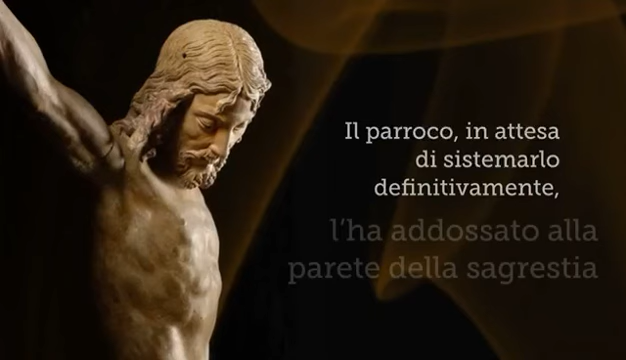 Il parroco, in attesa
di sistemarlo
definitivamente,
l'ha addossato alla
parete della sagrestia